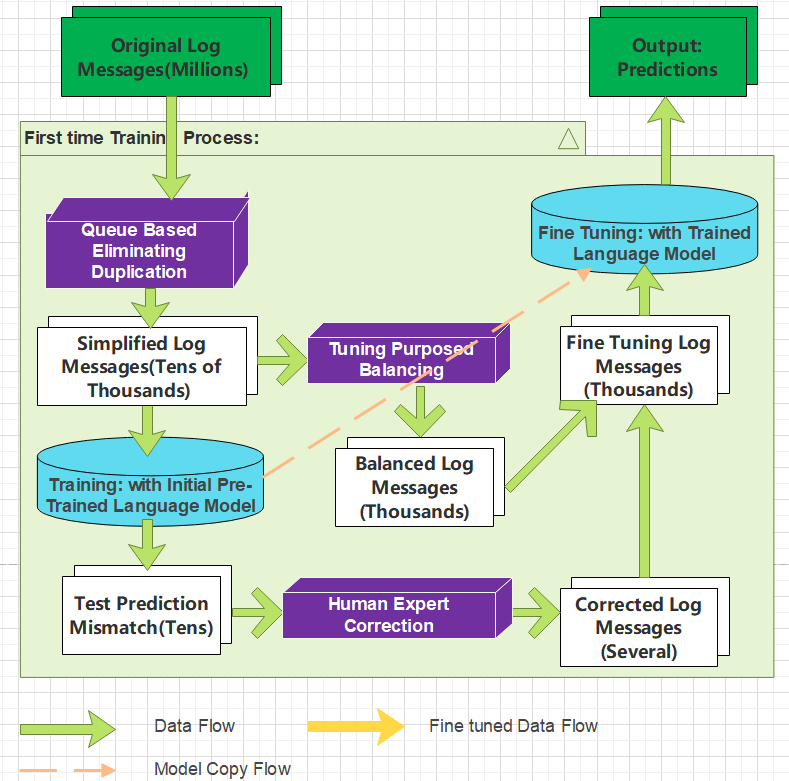 Original Log
Messages(Millions)
Output:
Predictions
First time Training Process:
Queue Based
Eliminating
Duplication
Fine Tuning: with Trained
Language Model
Simplified Log
Messages(Tens of
Thousands)
Tuning Purposed
Balancing
Fine Tuning Log
Messages
(Thousands)
Balanced Log
Messages
(Thousands)
Training: with Initial Pre-
Trained Language Model
Test Prediction
Mismatch(Tens)
Human Expert
Correction
Corrected Log
Messages
(Several)
Data Flow
Fine tuned Data Flow
Model Copy Flow